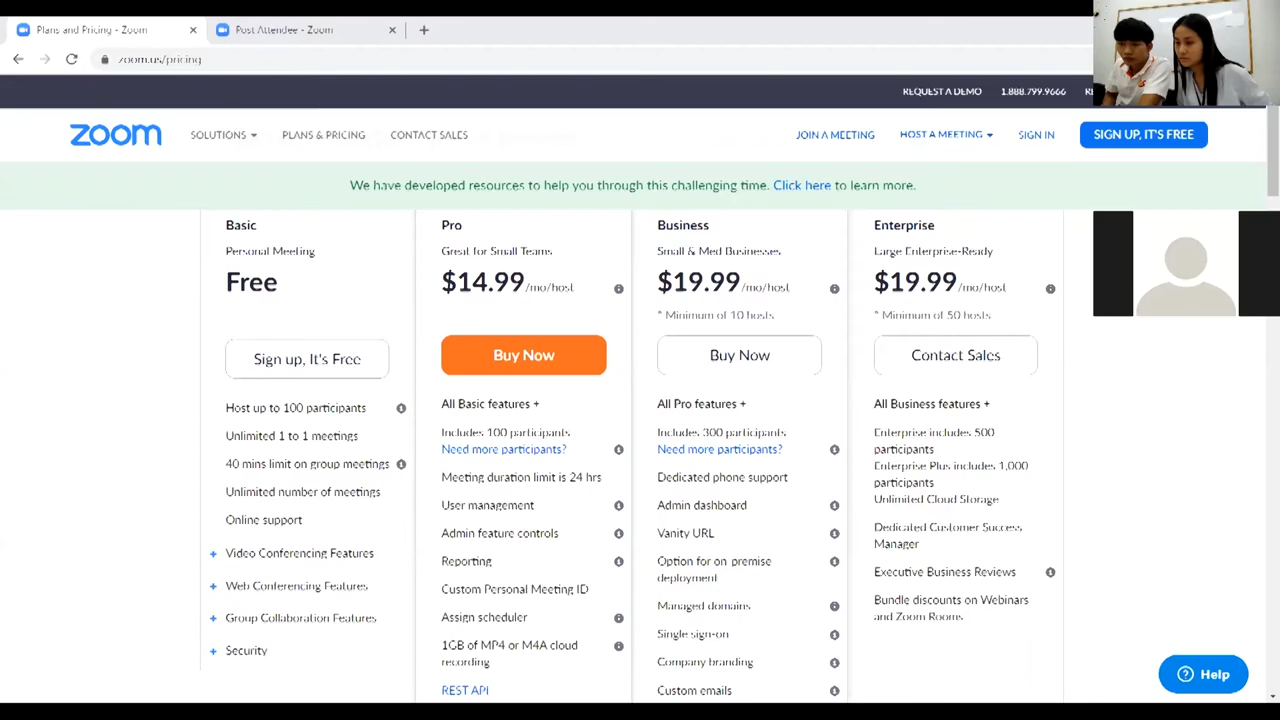 Plans and Pricing - Zoom
Post Attendee - Zoom
zoom.us/pricing
REQUEST A DEMO 1.888.799.9666
zoom SOLUTIONS PLANS & PRICING CONTACT SALES JOIN A MEETING HOST A MEETING SIGN IN SIGN UP, IT'S FREE
We have developed resources to help you through this challenging time. Click here to learn more.
Basic
Personal Meeting
Free
Sign up, It's Free
Host up to 100 participants
Unlimited 1 to 1 meetings
40 mins limit on group meetings
Unlimited number of meetings
Online support
+ Video Conferencing Features
+ Web Conferencing Features
+ Group Collaboration Features
+ Security
Pro
Great for Small Teams
$14.99/mo/host
Buy Now
All Basic features +
Includes 100 participants
Need more participants?
Meeting duration limit is 24 hrs
User management
Admin feature controls
Reporting
Custom Personal Meeting ID
Assign scheduler
1GB of MP4 or M4A cloud
recording
REST API
Business
Small & Med Businesses
$19.99/mo/host
* Minimum of 10 hosts
Buy Now
All Pro features +
Includes 300 participants
Need more participants?
Dedicated phone support
Admin dashboard
Vanity URL
Option for on-premise
deployment
Managed domains
Single sign-on
Company branding
Custom emails
Enterprise
Large Enterprise-Ready
$19.99/mo/host
* Minimum of 50 hosts
Contact Sales
All Business features +
Enterprise includes 500
participants
Enterprise Plus includes 1,000
participants
Unlimited Cloud Storage
Dedicated Customer Success
Manager
Executive Business Reviews
Bundle discounts on Webinars
and Zoom Rooms
Help